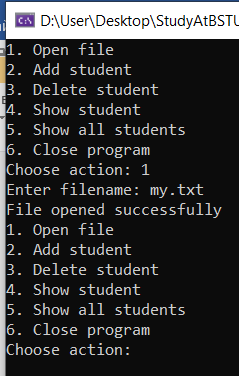 D:\User\Desktop\StudyAtBSTU
1. Open file
2. Add student
3. Delete student
4. Show student
5. Show all students
6. Close program
Choose action: 1
Enter filename: my.txt
File opened successfully
1. Open file
2. Add student
3. Delete student
4. Show student
5. Show all students
6. Close program
Choose action: